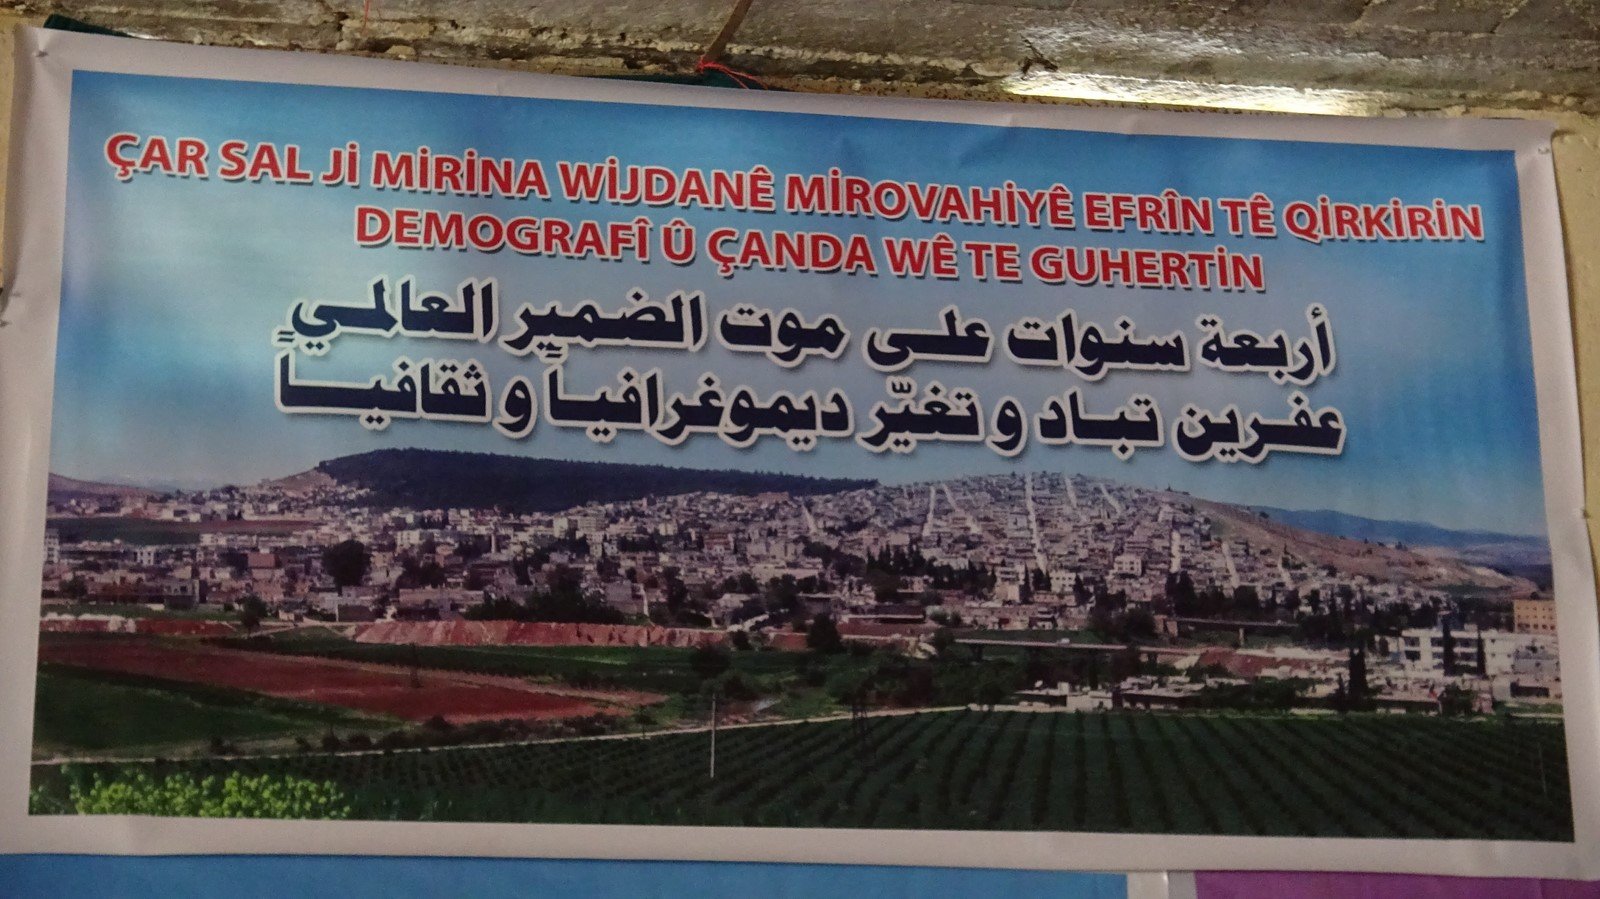 ÇAR SAL Jİ MİRİNA WİJDANÊ MİROVAHİYÊ EFRÎN TÊ QİRKİRİN
DEMOGRAFÎ Û ÇANDA WÊ TE GUHERTİN
أربعة سنوات على موت الضمير العالمي
عفرين تباد و تغيّر ديموغرافياً و ثقافياً